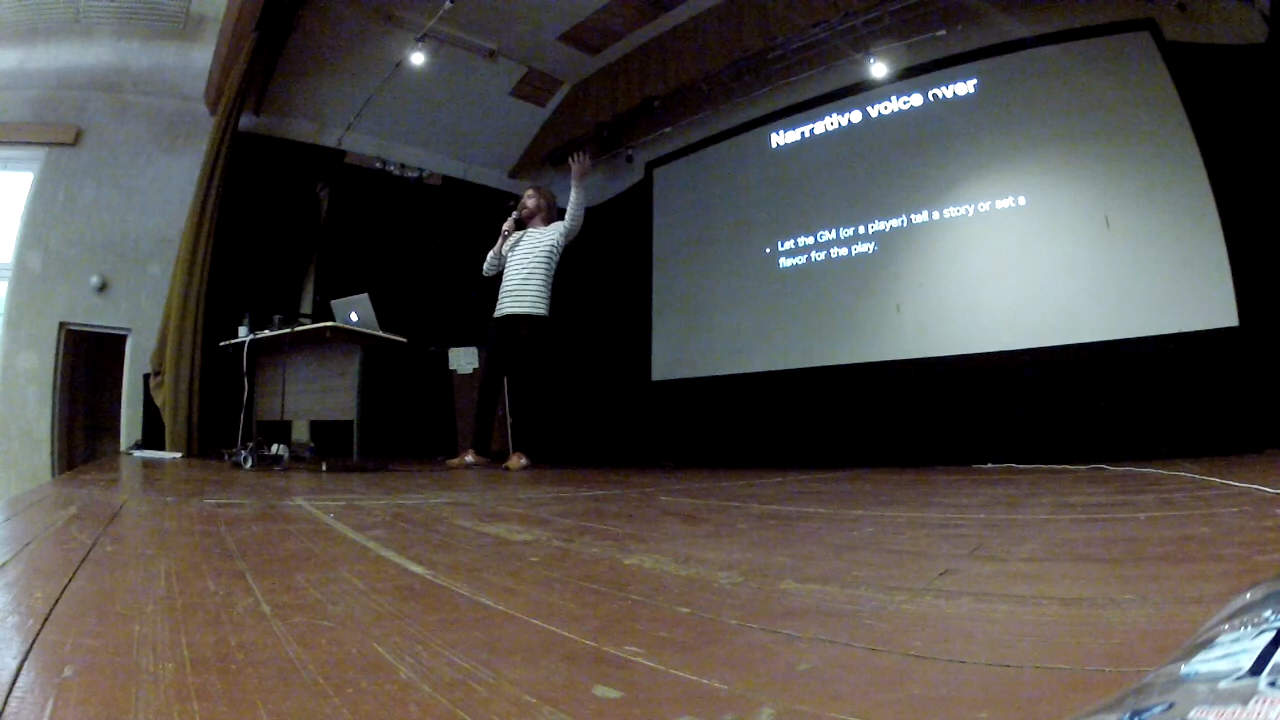 Narrative voice over
• Let the GM (or a player) tell a story or set a
flavor for the play.